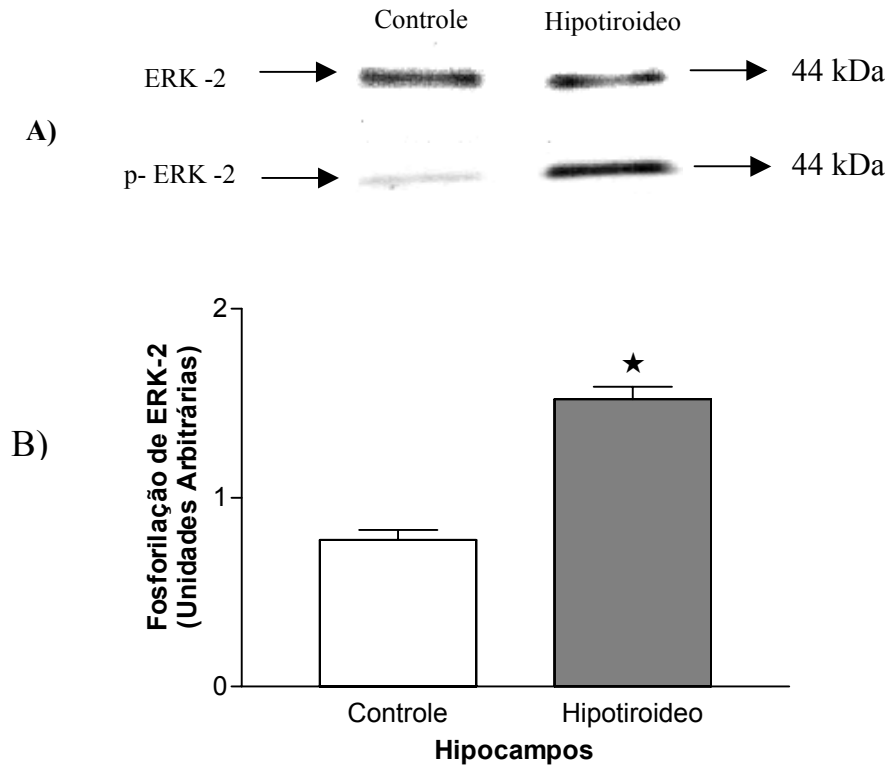 Controle Hipotiroideo
ERK -2 44 kDa
A)
p- ERK -2 44 kDa
B)
Fosforilação de ERK-2
(Unidades Arbitrárias)
2
★
1
0
Controle Hipotiroideo
Hipocampos